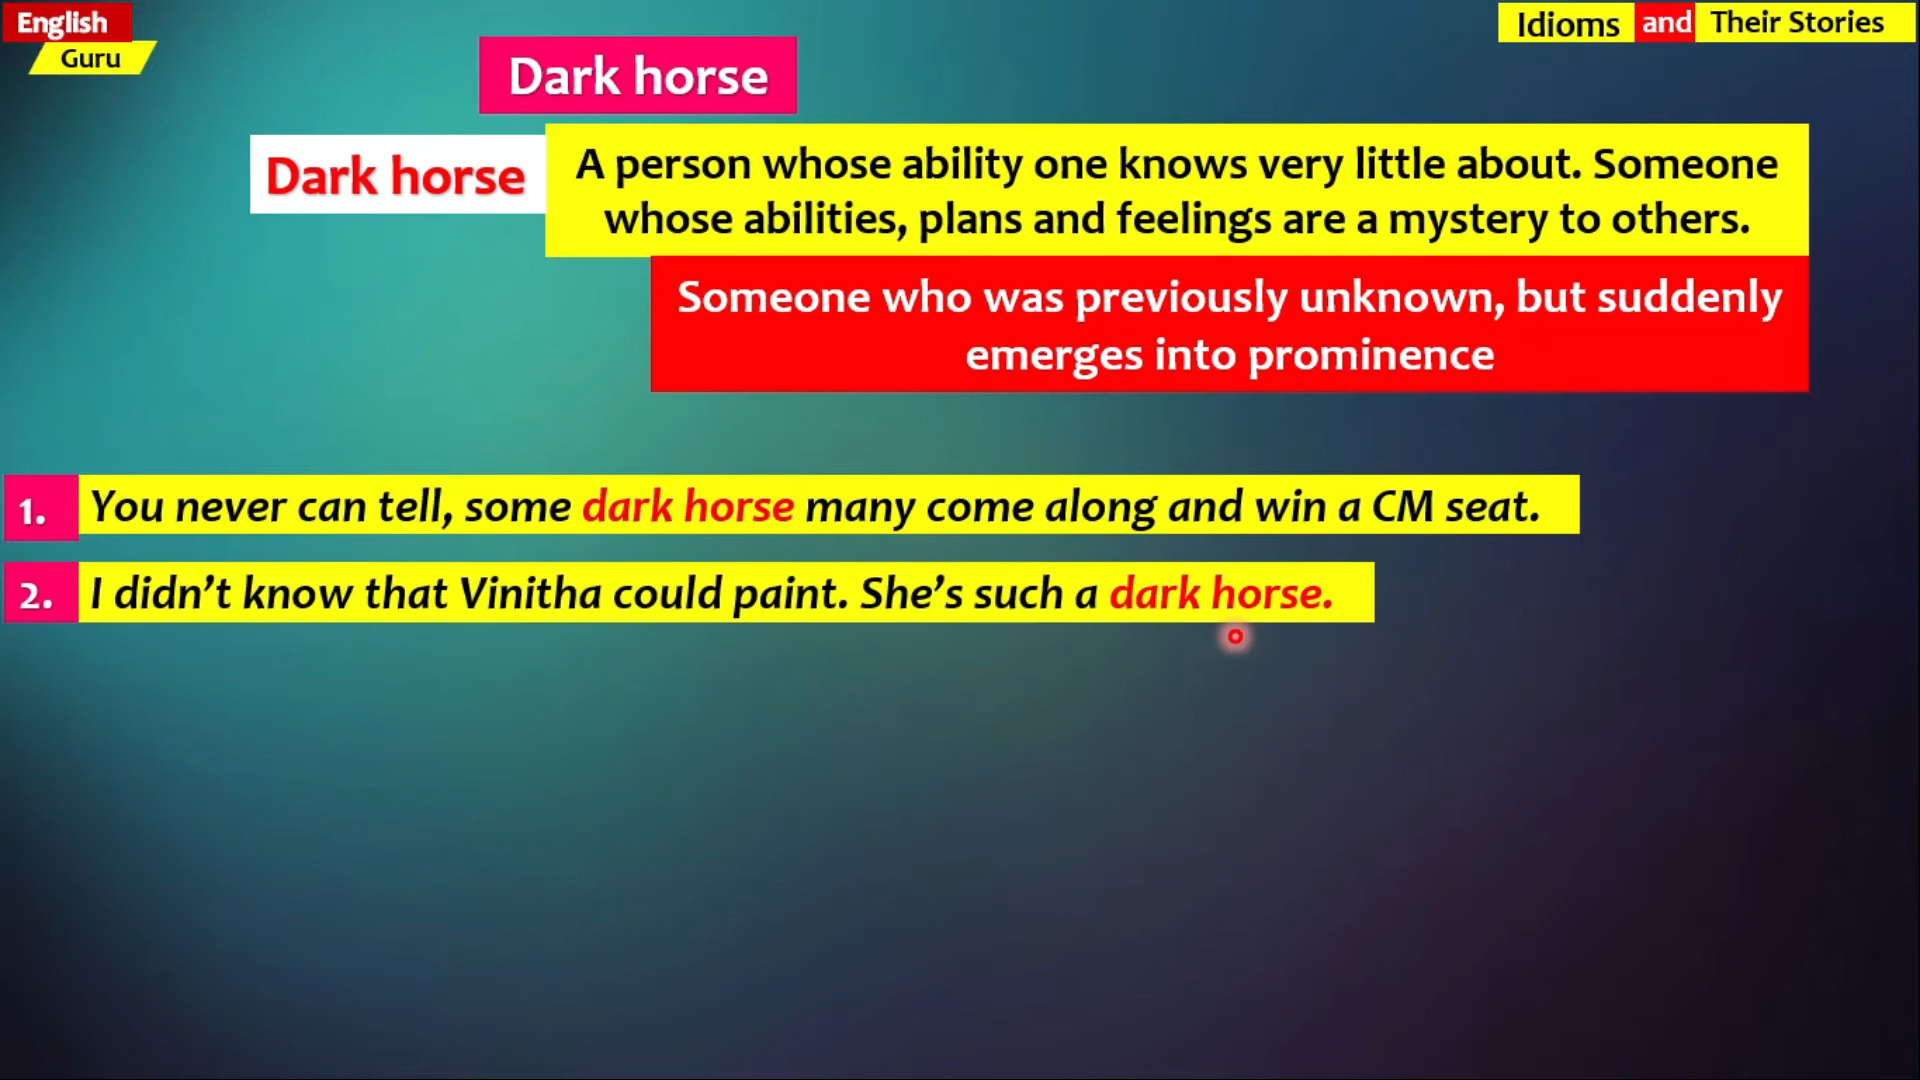 English
Guru
Idioms and Their Stories
Dark horse
Dark horse
A person whose ability one knows very little about. Someone
whose abilities, plans and feelings are a mystery to others.
Someone who was previously unknown, but suddenly
emerges into prominence
1. You never can tell, some dark horse many come along and win a CM seat.
2. I didn’t know that Vinitha could paint. She’s such a dark horse.